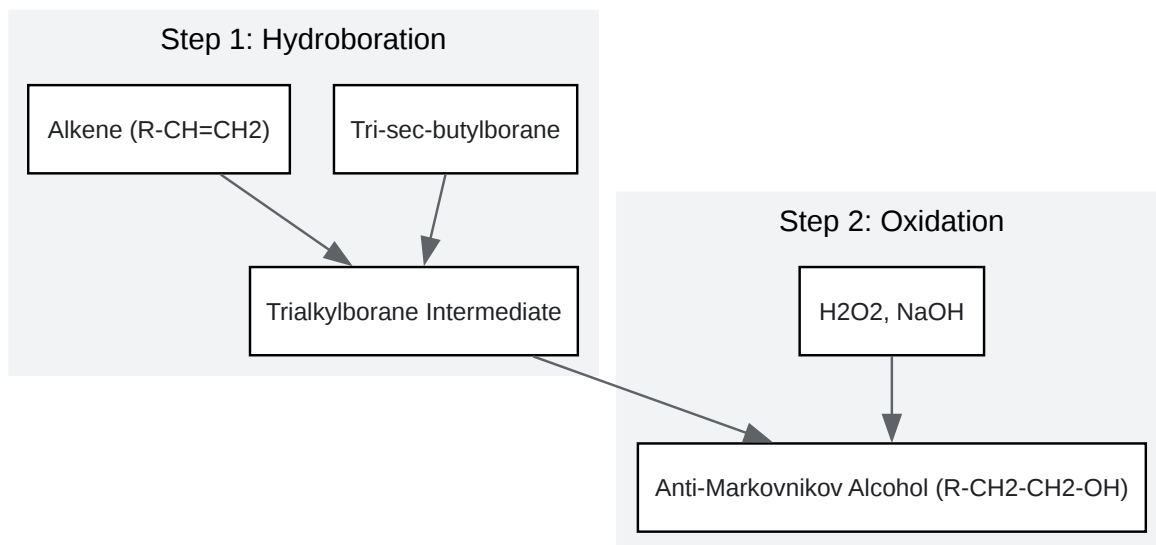 Step 1: Hydroboration
Alkene (R-CH=CH2)
Tri-sec-butylborane
Trialkylborane Intermediate
Step 2: Oxidation
H2O2, NaOH
Anti-Markovnikov Alcohol (R-CH2-CH2-OH)